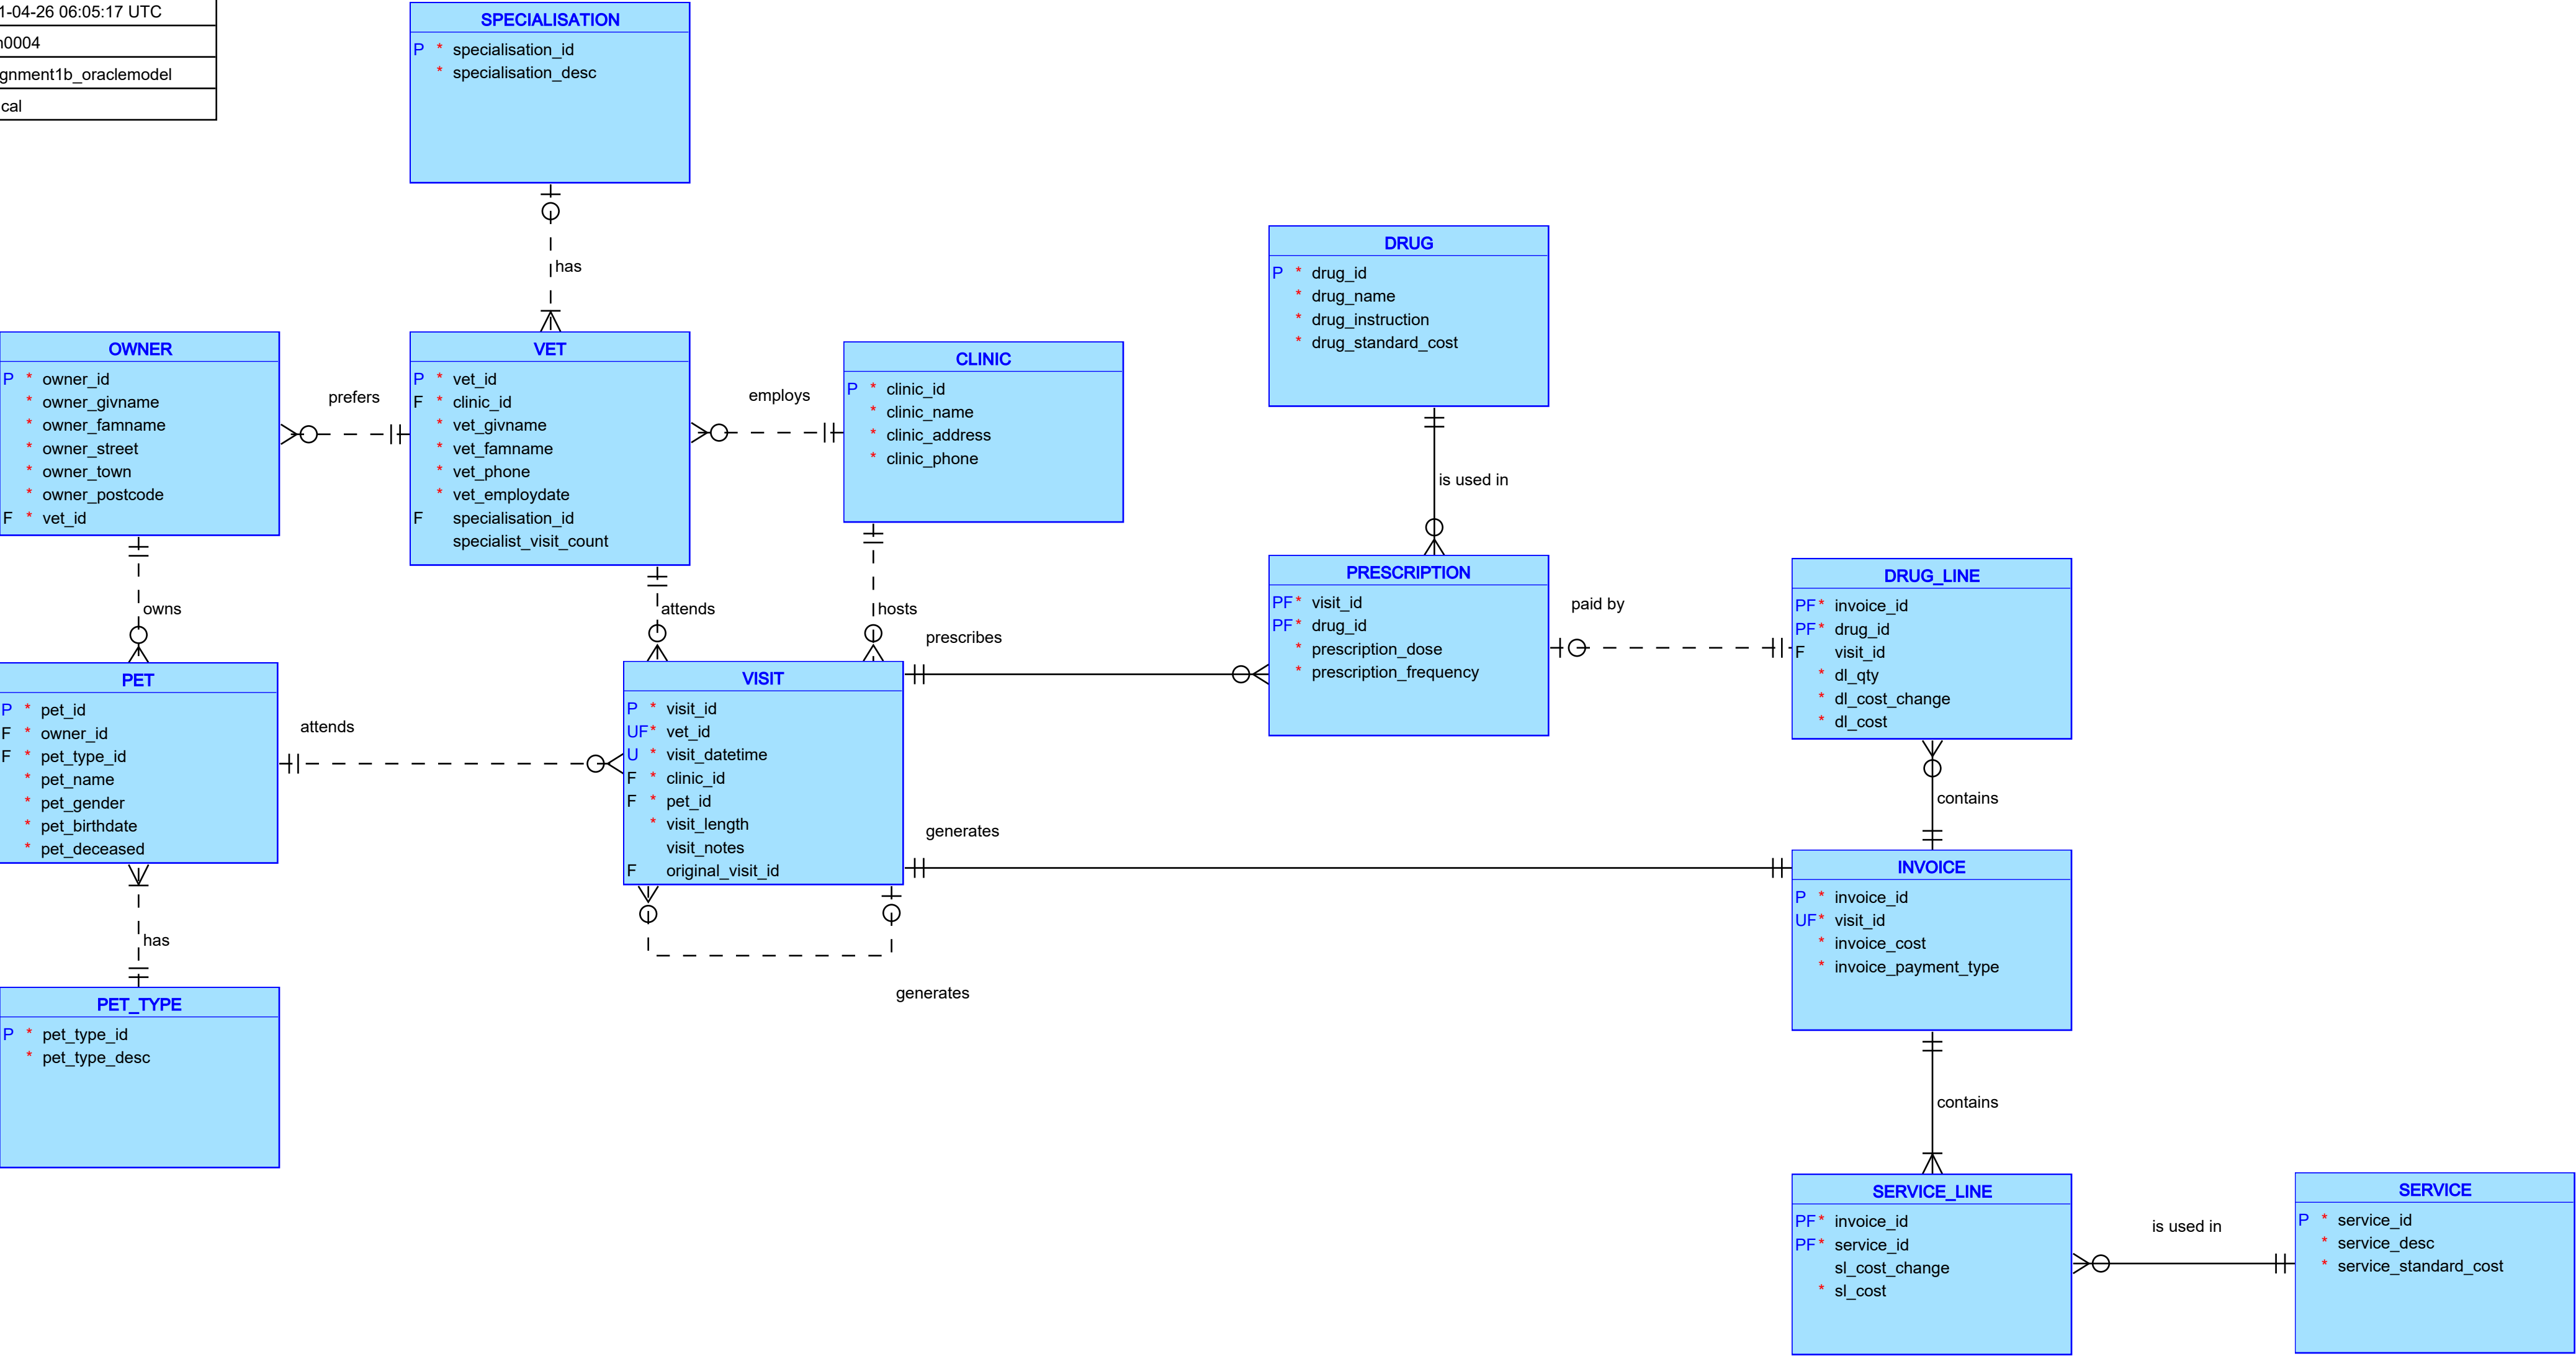 1-04-26 06:05:17 UTC
n0004
gnment1b_oraclemodel
cal
SPECIALISATION
P * specialisation_id
* specialisation_desc
has
DRUG
P * drug_id
* drug_name
* drug_instruction
* drug_standard_cost
is used in
OWNER
P * owner_id
* owner_givname
* owner_famname
* owner_street
* owner_town
* owner_postcode
F * vet_id
prefers
VET
P * vet_id
F * clinic_id
* vet_givname
* vet_famname
* vet_phone
* vet_employdate
F specialisation_id
specialist_visit_count
employs
CLINIC
P * clinic_id
* clinic_name
* clinic_address
* clinic_phone
owns
attends
hosts
prescribes
PRESCRIPTION
PF * visit_id
PF * drug_id
* prescription_dose
* prescription_frequency
paid by
DRUG_LINE
PF * invoice_id
PF * drug_id
F visit_id
* dl_qty
* dl_cost_change
* dl_cost
contains
PET
P * pet_id
F * owner_id
F * pet_type_id
* pet_name
* pet_gender
* pet_birthdate
* pet_deceased
attends
VISIT
P * visit_id
UF * vet_id
U * visit_datetime
F * clinic_id
F * pet_id
* visit_length
visit_notes
F original_visit_id
generates
generates
INVOICE
P * invoice_id
UF * visit_id
* invoice_cost
* invoice_payment_type
has
PET_TYPE
P * pet_type_id
* pet_type_desc
contains
SERVICE_LINE
PF * invoice_id
PF * service_id
sl_cost_change
* sl_cost
is used in
SERVICE
P * service_id
* service_desc
* service_standard_cost